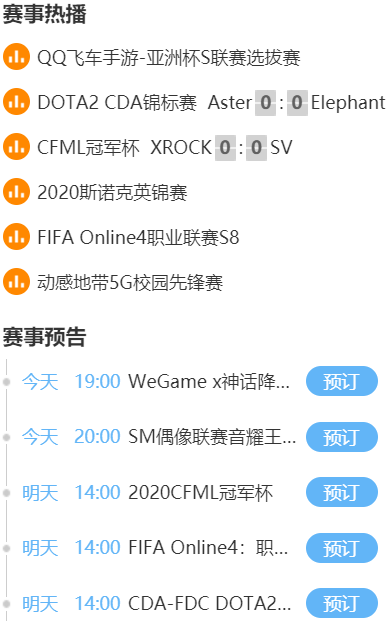 赛事热播
QQ飞车手游-亚洲杯S联赛选拔赛
DOTA2 CDA锦标赛 Aster 0 : 0 Elephant
CFML冠军杯 XROCK 0 : 0 SV
2020斯诺克英锦赛
FIFA Online4职业联赛S8
动感地带5G校园先锋赛
赛事预告
今天 19:00 WeGame x神话降... 预订
今天 20:00 SM偶像联赛音耀王... 预订
明天 14:00 2020CFML冠军杯 预订
明天 14:00 FIFA Online4：职... 预订
明天 14:00 CDA-FDC DOTA2... 预订